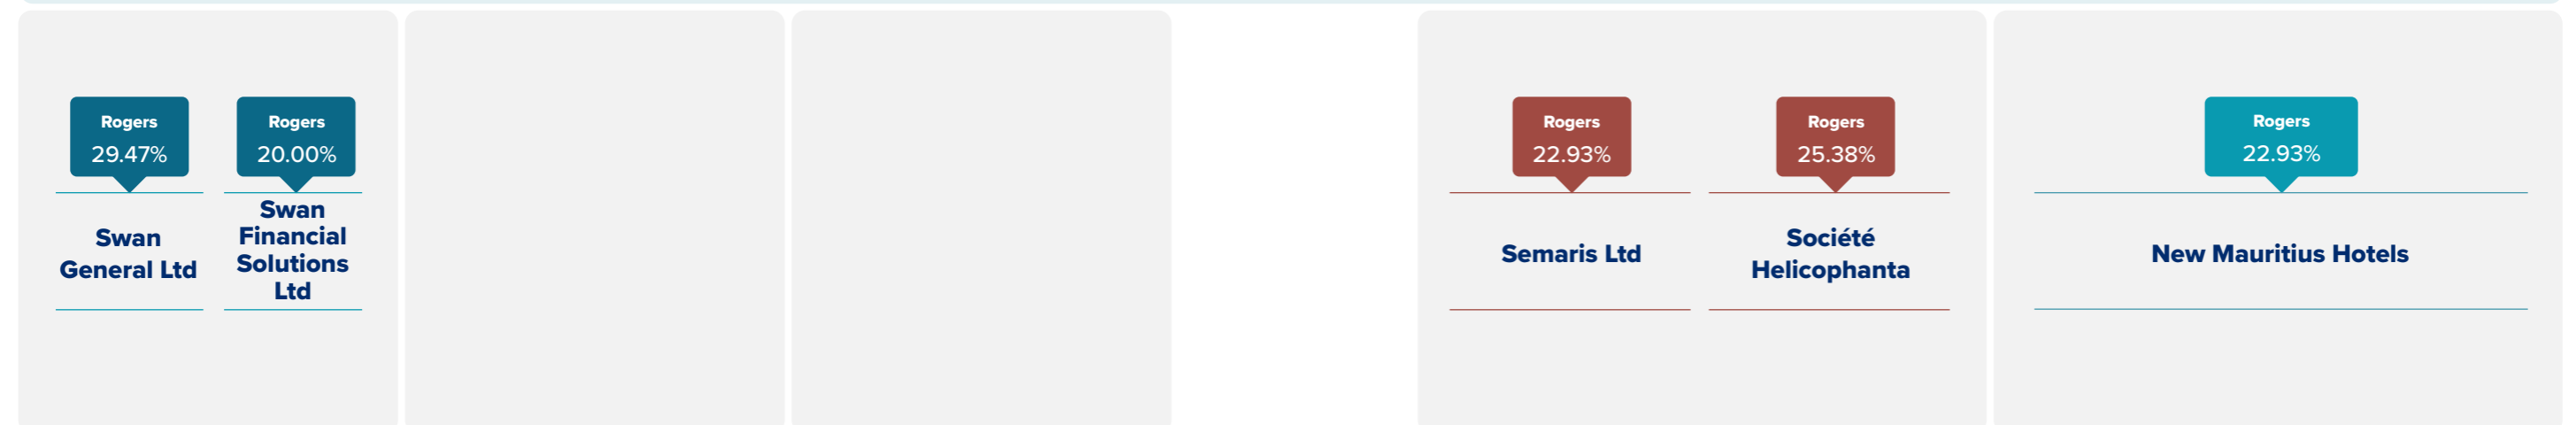 Rogers
29.47%
Swan
General Ltd
Rogers
20.00%
Swan
Financial
Solutions
Ltd
Rogers
22.93%
Semaris Ltd
Rogers
25.38%
Société
Helicophanta
Rogers
22.93%
New Mauritius Hotels